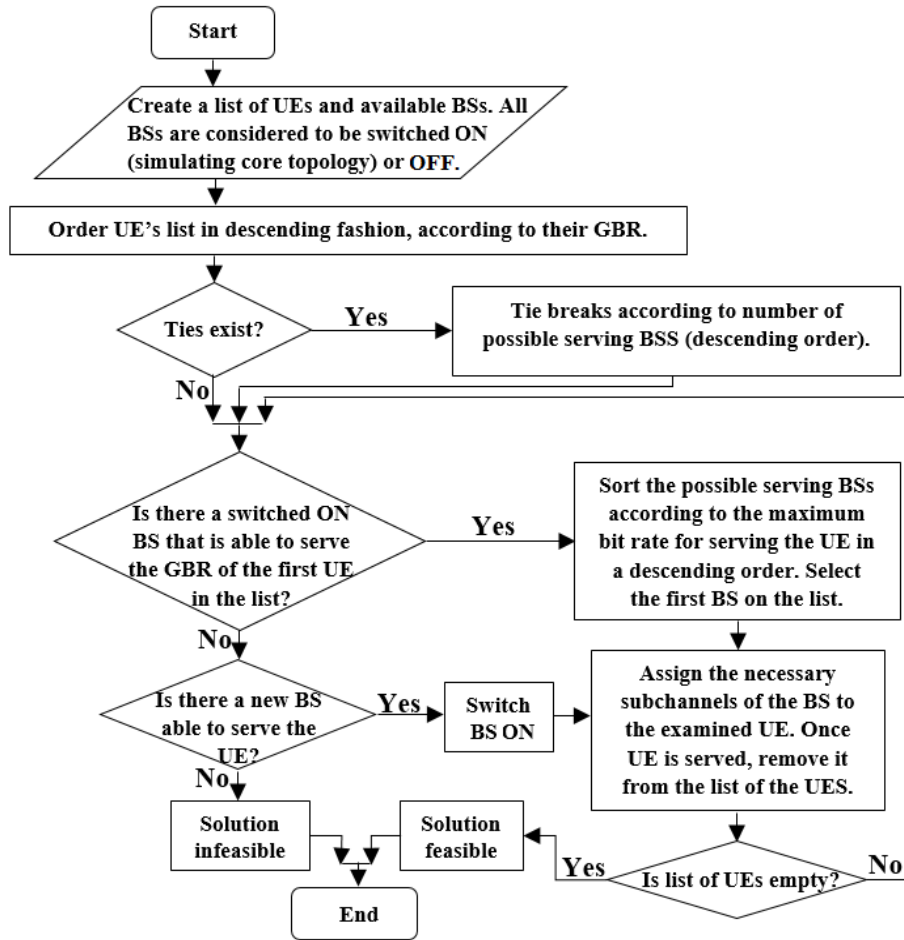 Start
Create a list of UEs and available BSs. All
BSs are considered to be switched ON
(simulating core topology) or OFF.
Order UE's list in descending fashion, according to their GBR.
Ties exist?
Yes
Tie breaks according to number of
possible serving BSS (descending order).
No
Is there a switched ON
BS that is able to serve
the GBR of the first UE
in the list?
Yes
Sort the possible serving BSs
according to the maximum
bit rate for serving the UE in
a descending order. Select
the first BS on the list.
No
Is there a new BS
able to serve the
UE?
Yes
Switch
BS ON
Assign the necessary
subchannels of the BS to
the examined UE. Once
UE is served, remove it
from the list of the UES.
No
Solution
infeasible
Solution
feasible
Yes
Is list of UEs empty?
No
End